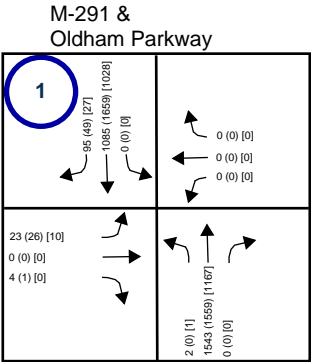 M-291 &
Oldham Parkway
1
95 (49) [27]
1085 (1659) [1028]
0 (0) [0]
0 (0) [0]
0 (0) [0]
0 (0) [0]
23 (26) [10]
0 (0) [0]
4 (1) [0]
2 (0) [1]
1543 (1559) [1167]
0 (0) [0]